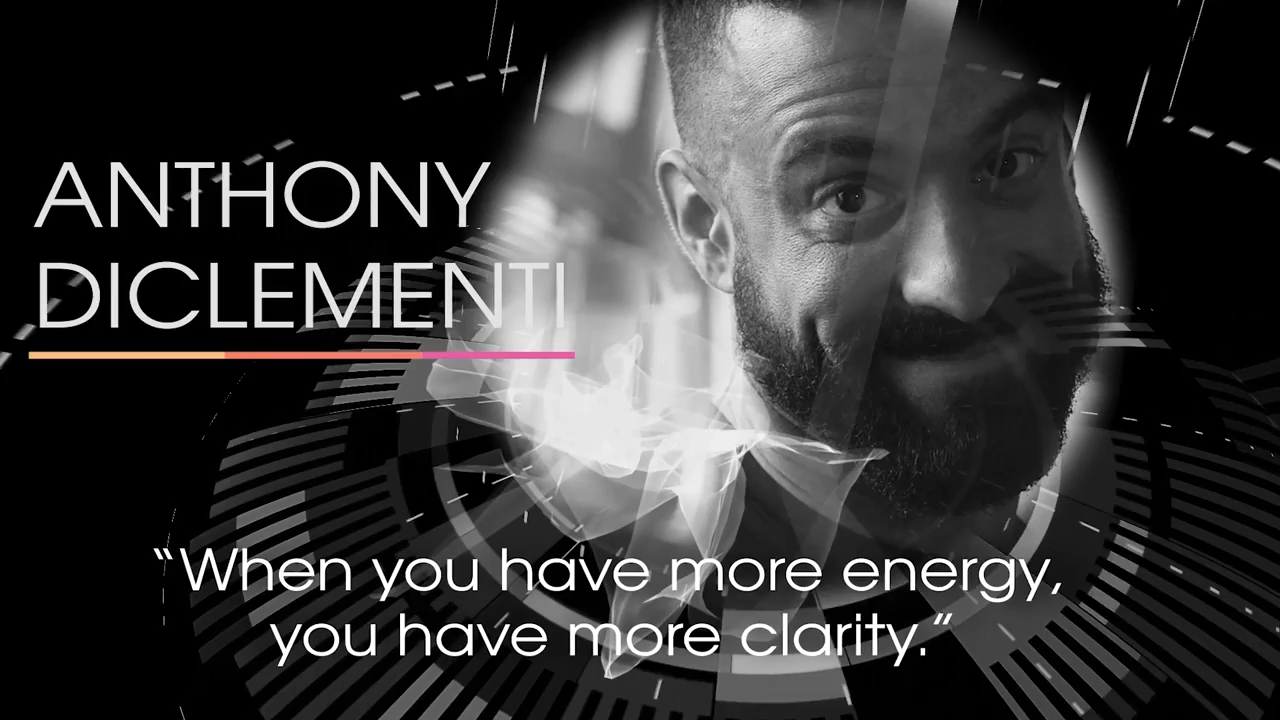 ANTHONY
DICLEMENTI
“When you have more energy,
you have more clarity.”